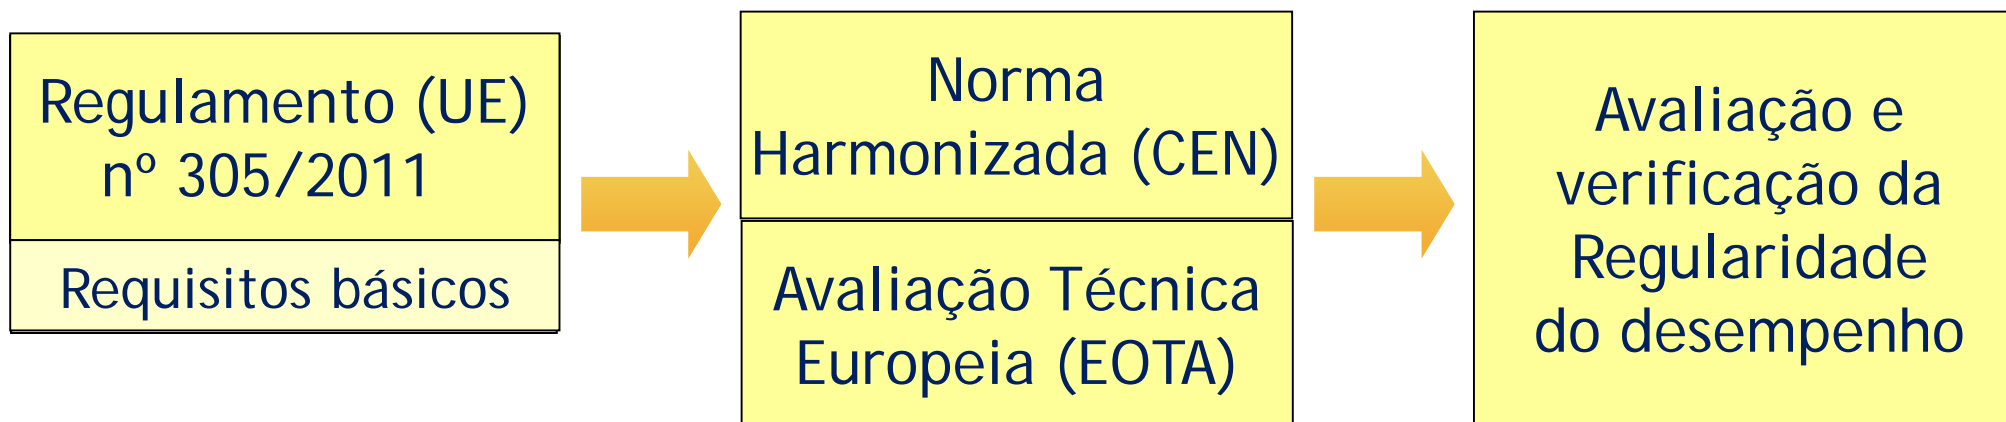 Regulamento (UE)
nº 305/2011
Requisitos básicos
Norma
Harmonizada (CEN)
Avaliação Técnica
Europeia (EOTA)
Avaliação e
verificação da
Regularidade
do desempenho